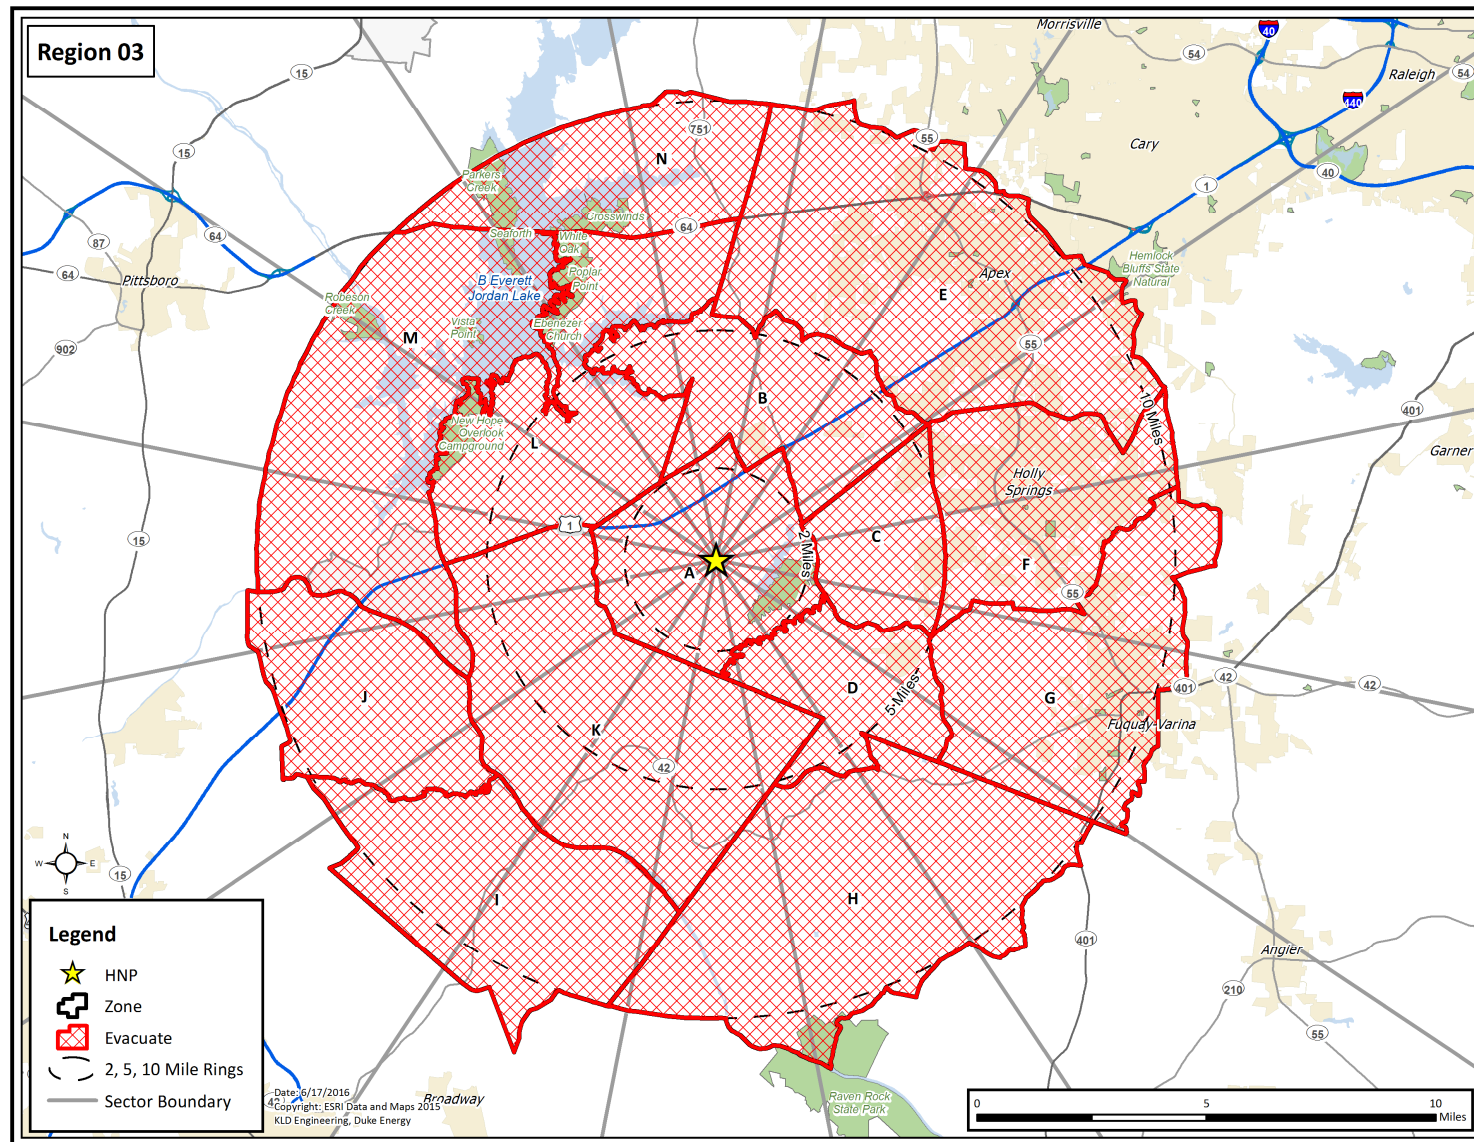 Region 03
Morrisville
40
54
Raleigh
54
440
15
751
55
Cary
15
N
40
1
Parkers
Creek
Crosswinds
64
Seaforth
White
Oak
64
87
64
Pittsboro
Hemlock
Bluffs State
Natural
Apex
Poplar
Point
B Everett
Jordan Lake
E
Robeson
Creek
Vista
Point
Ebenezer
Church
M
55
902
B
10 Miles
401
New Hope
Overlook
Campground
L
Garner
Holly
Springs
1
15
2 Miles
C
A
F
55
D
5 Miles
J
G
401
42
42
K
Fuquay-Varina
42
N
W
E
S
15
I
H
401
Angier
210
55
Legend
HNP
Zone
Evacuate
2, 5, 10 Mile Rings
Sector Boundary
42
Date: 6/17/2016
Copyright: ESRI Data and Maps 2015
KLD Engineering, Duke Energy
Broadway
Raven Rock
State Park
0
5
10
Miles